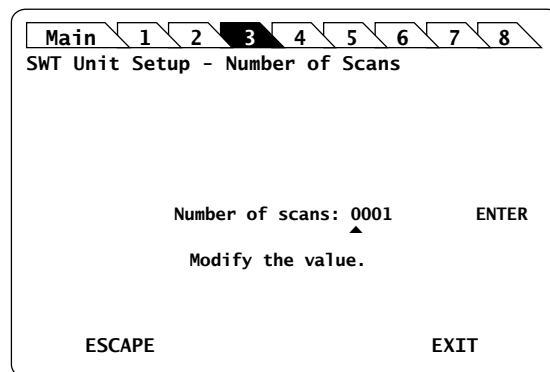 Main 1 2 3 4 5 6 7 8
SWT Unit Setup - Number of Scans
Number of scans: 0001 ENTER
Modify the value.
ESCAPE EXIT